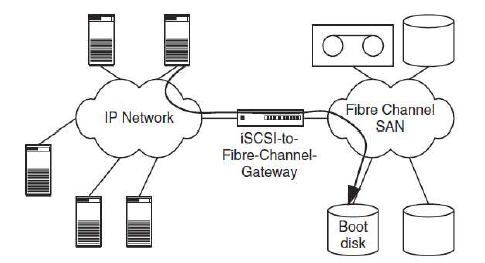 IP Network
iSCSI-to-
Fibre-Channel-
Gateway
Fibre Channel
SAN
Boot
disk